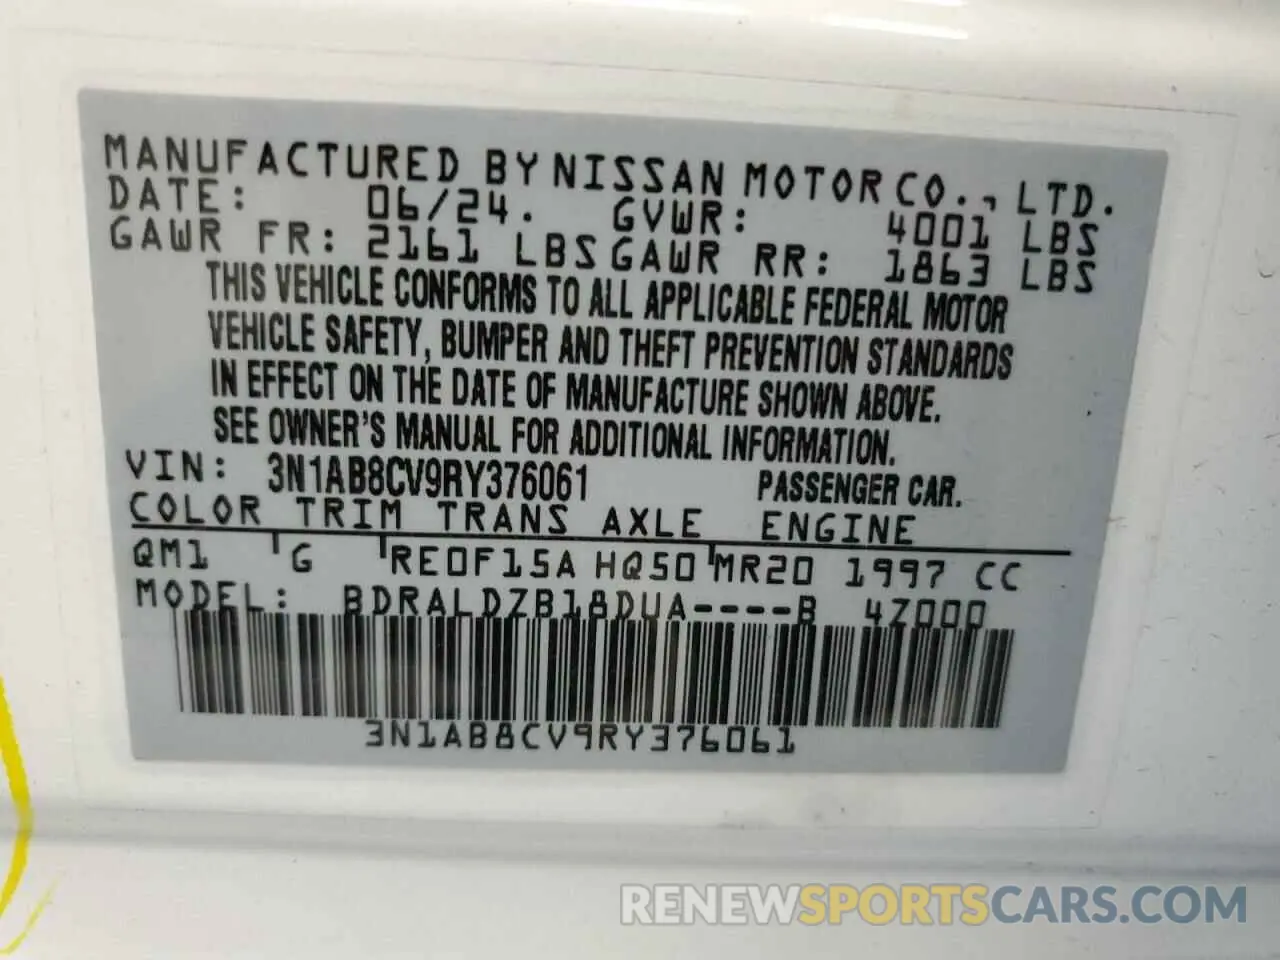 MANUFACTURED BY NISSAN MOTOR CO., LTD.
DATE: 06/24. GVWR: 4001 LBS
GAWR FR: 2161 LBS GAWR RR: 1863 LBS
THIS VEHICLE CONFORMS TO ALL APPLICABLE FEDERAL MOTOR
VEHICLE SAFETY, BUMPER AND THEFT PREVENTION STANDARDS
IN EFFECT ON THE DATE OF MANUFACTURE SHOWN ABOVE.
SEE OWNER'S MANUAL FOR ADDITIONAL INFORMATION.
VIN: 3N1AB8CV9RY376061 PASSENGER CAR.
COLOR TRIM TRANS AXLE ENGINE
QM1 G RE0F15A HQ50 MR20 1997 CC
MODEL: BDRALDZB18DUA----B 4Z000
3N1AB8CV9RY376061
RENEWSPORTSCARS.COM